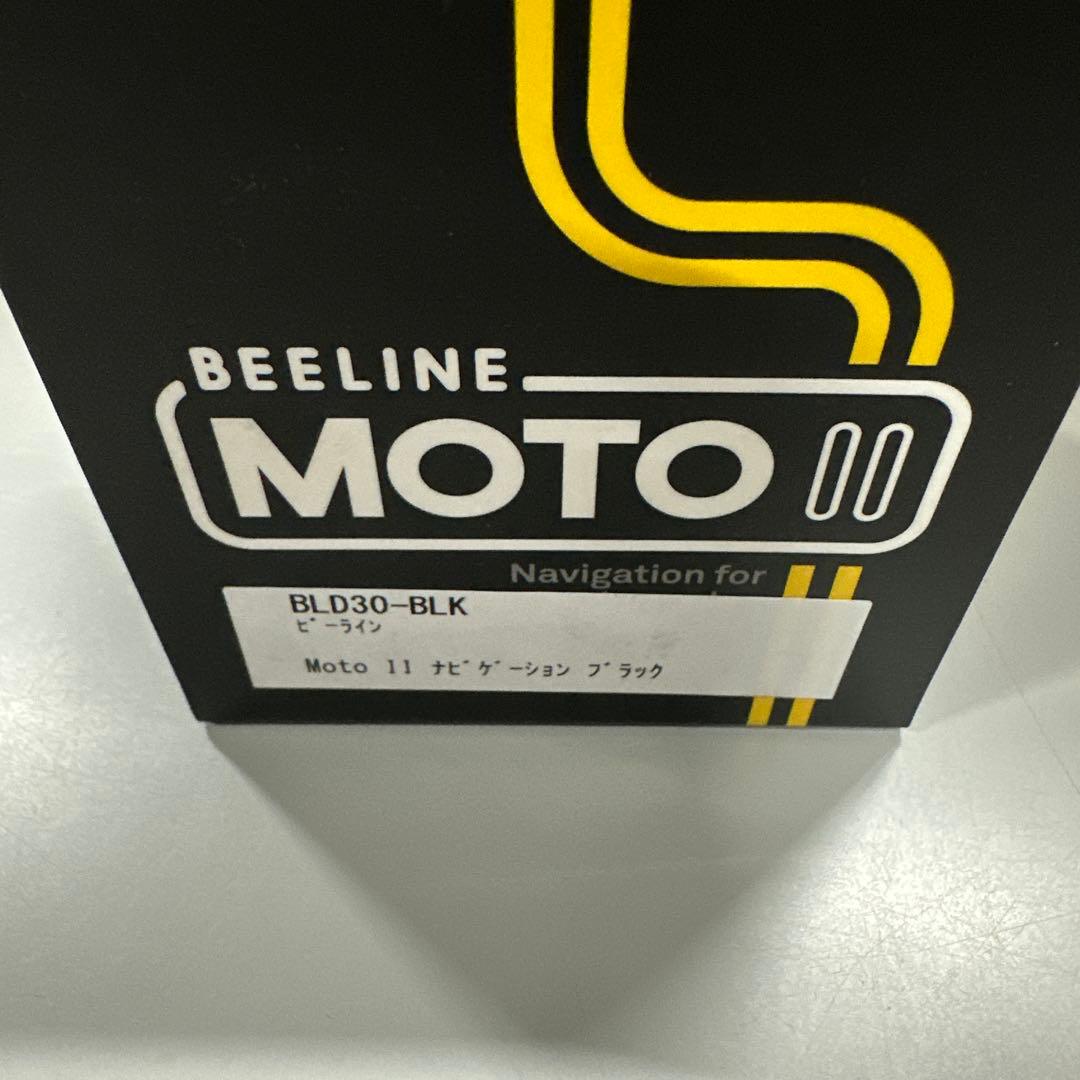 BEELINE
MOTO II
Navigation for
BLD30-BLK
ﾋﾞｰﾗｲﾝ
Moto II ﾅﾋﾞｹﾞｰｼｮﾝ ﾌﾞﾗｯｸ